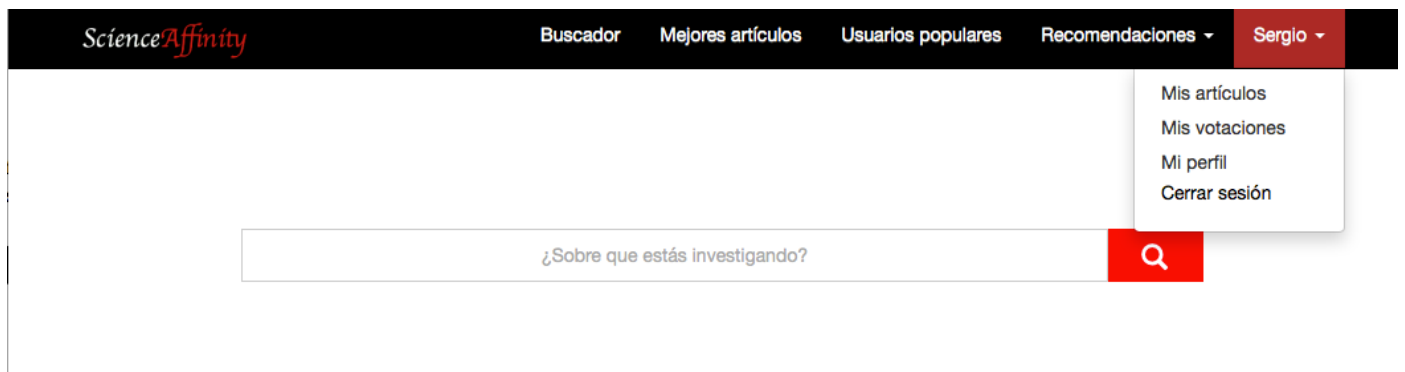 ScienceAffinity Buscador Mejores artículos Usuarios populares Recomendaciones Sergio
Mis artículos
Mis votaciones
Mi perfil
Cerrar sesión
¿Sobre que estás investigando?